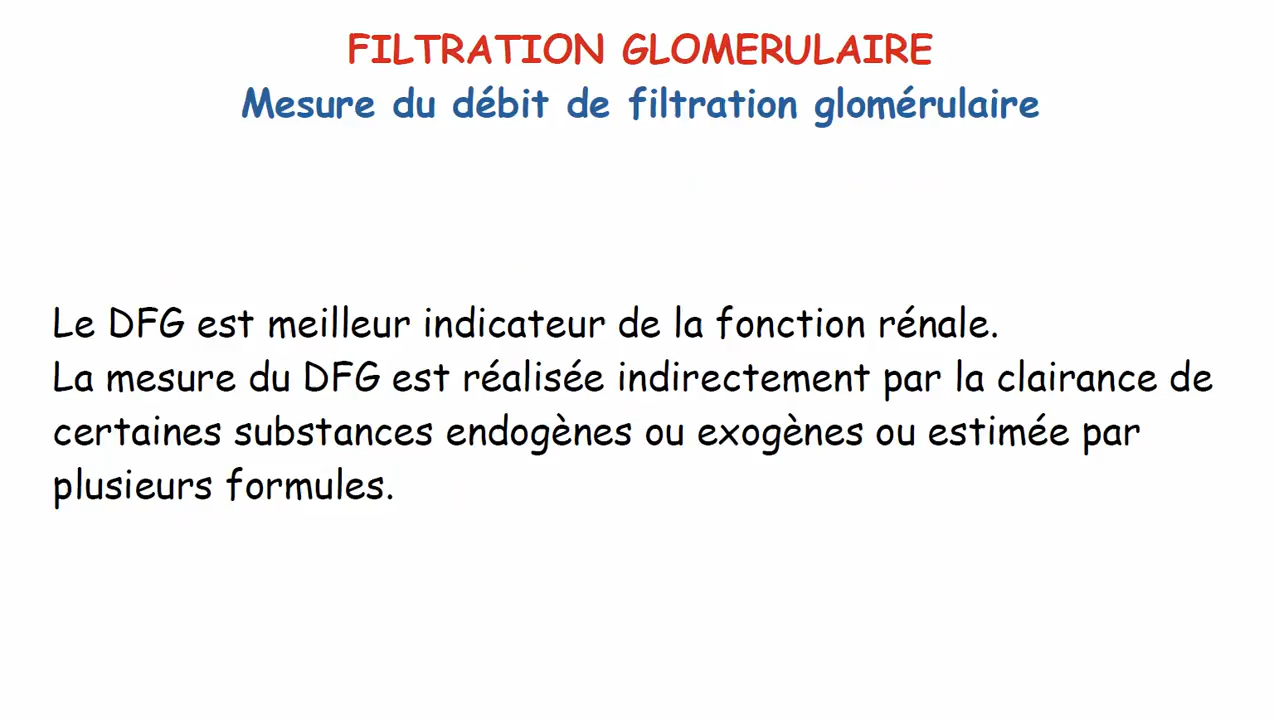 FILTRATION GLOMERULAIRE
Mesure du débit de filtration glomérulaire
Le DFG est meilleur indicateur de la fonction rénale.
La mesure du DFG est réalisée indirectement par la clairance de
certaines substances endogènes ou exogènes ou estimée par
plusieurs formules.